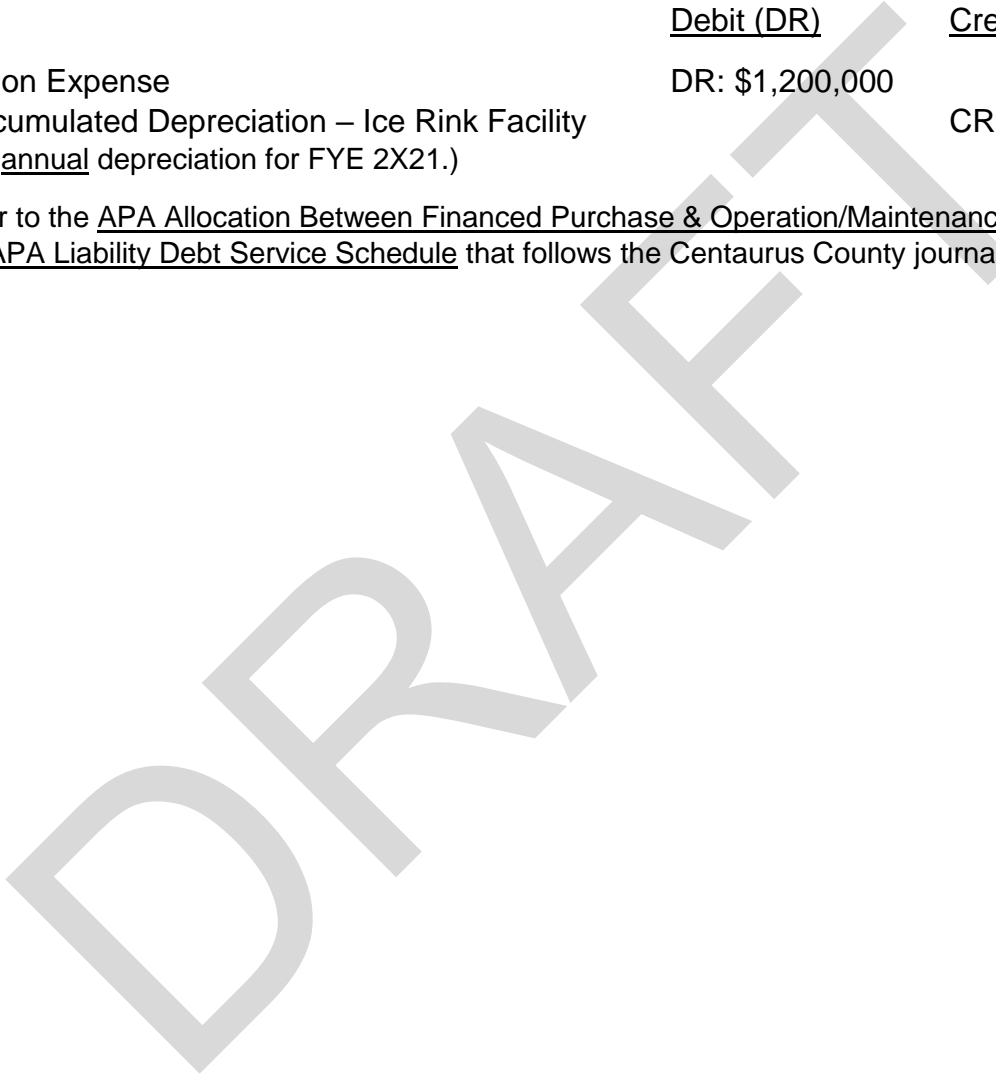 Debit (DR) Cre
on Expense DR: $1,200,000
cumulated Depreciation – Ice Rink Facility CR
annual depreciation for FYE 2X21.)
r to the APA Allocation Between Financed Purchase & Operation/Maintenanc
APA Liability Debt Service Schedule that follows the Centaurus County journa
DRAFT